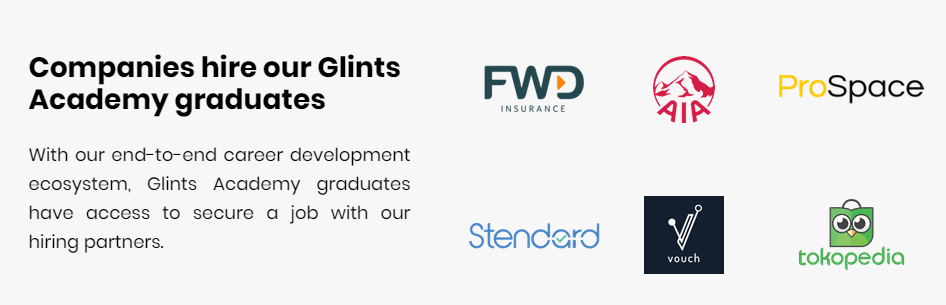 Companies hire our Glints
Academy graduates
With our end-to-end career development
ecosystem, Glints Academy graduates
have access to secure a job with our
hiring partners.
FWD
INSURANCE
AIA
ProSpace
Stendard
vouch
tokopedia